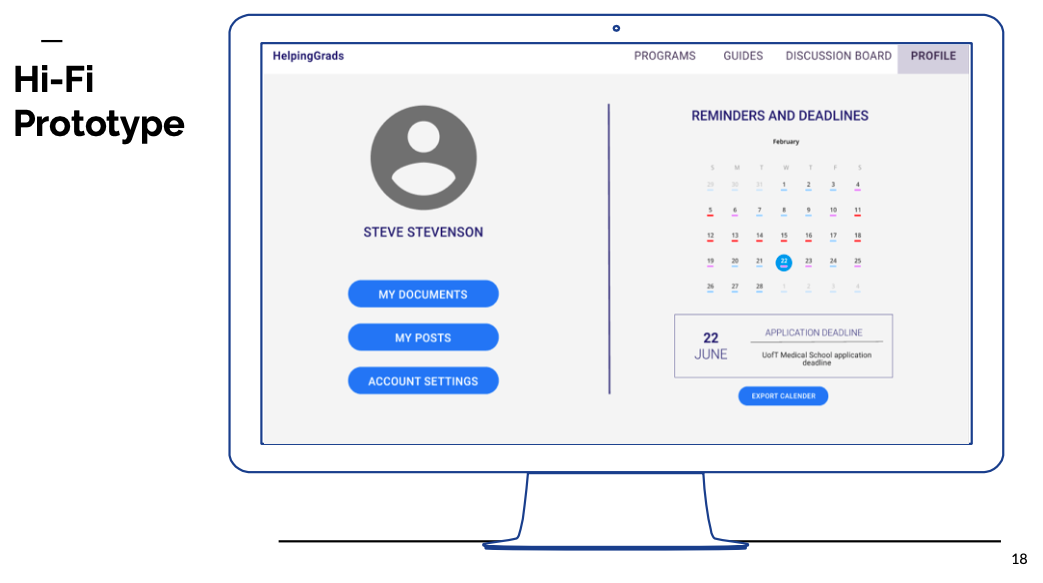 Hi-Fi
Prototype
HelpingGrads
PROGRAMS GUIDES DISCUSSION BOARD PROFILE
STEVE STEVENSON
MY DOCUMENTS
MY POSTS
ACCOUNT SETTINGS
REMINDERS AND DEADLINES
February
S M T W T F S
29 30 31 1 2 3 4
5 6 7 8 9 10 11
12 13 14 15 16 17 18
19 20 21 22 23 24 25
26 27 28 1 2 3 4
22
JUNE
APPLICATION DEADLINE
UofT Medical School application
deadline
EXPORT CALENDER
18